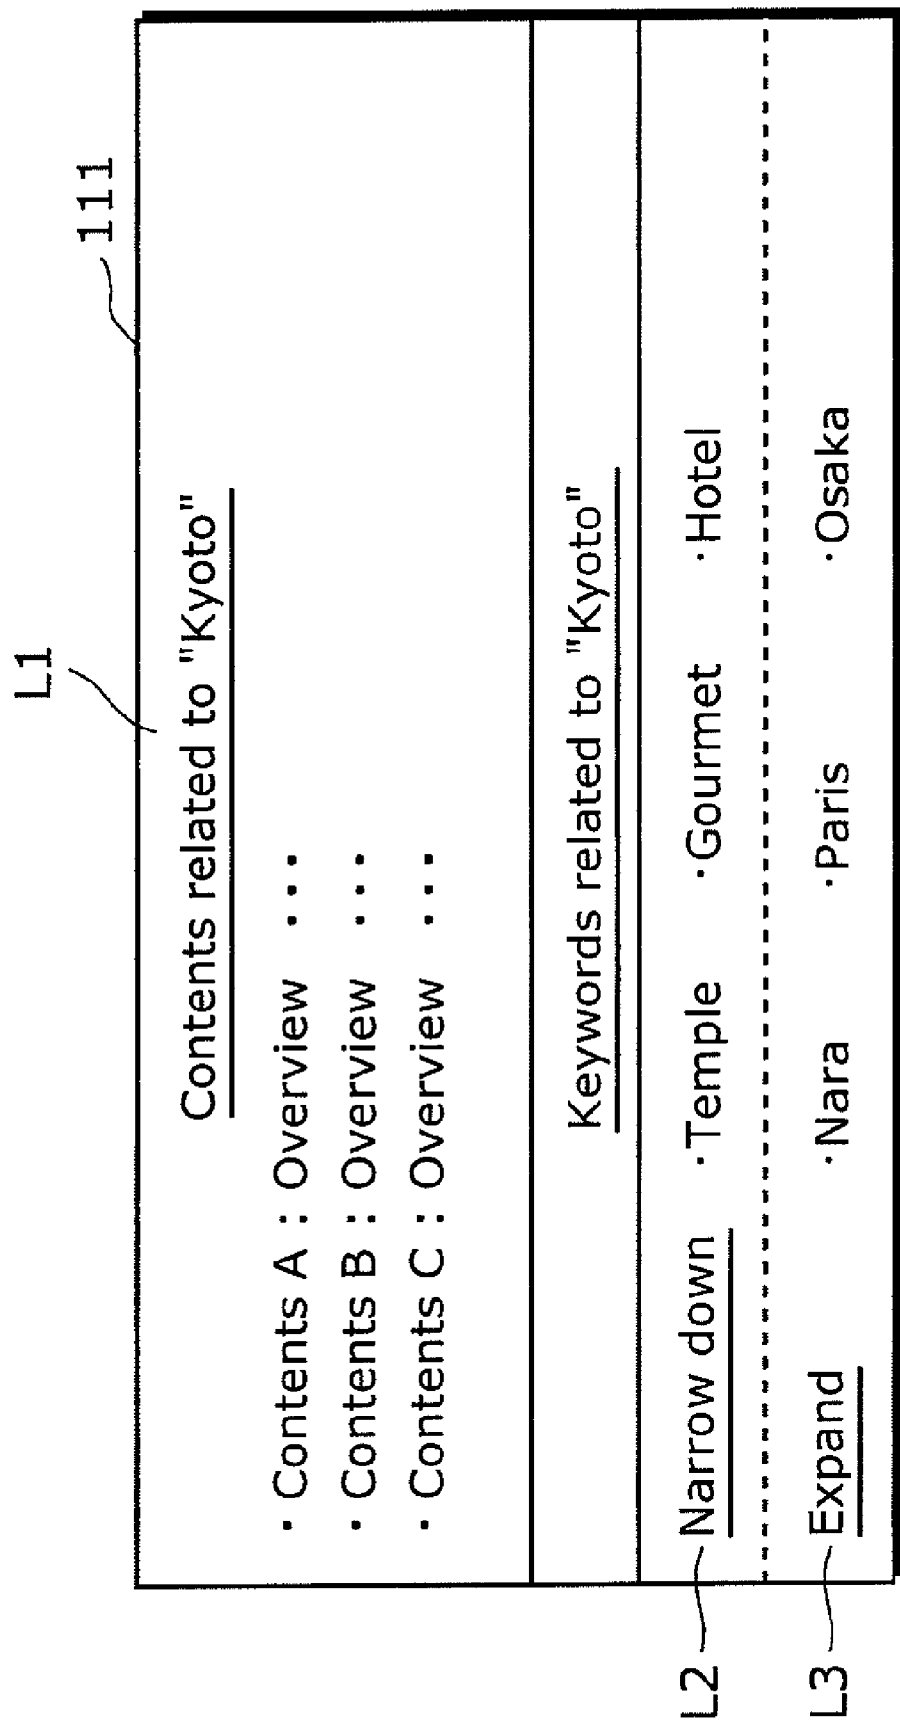 111
L1
Contents related to "Kyoto"
· Contents A : Overview ・・・
· Contents B : Overview ・・・
· Contents C : Overview ・・・
Keywords related to "Kyoto"
L2 Narrow down ·Temple ·Gourmet ·Hotel
L3 Expand ·Nara ·Paris ·Osaka